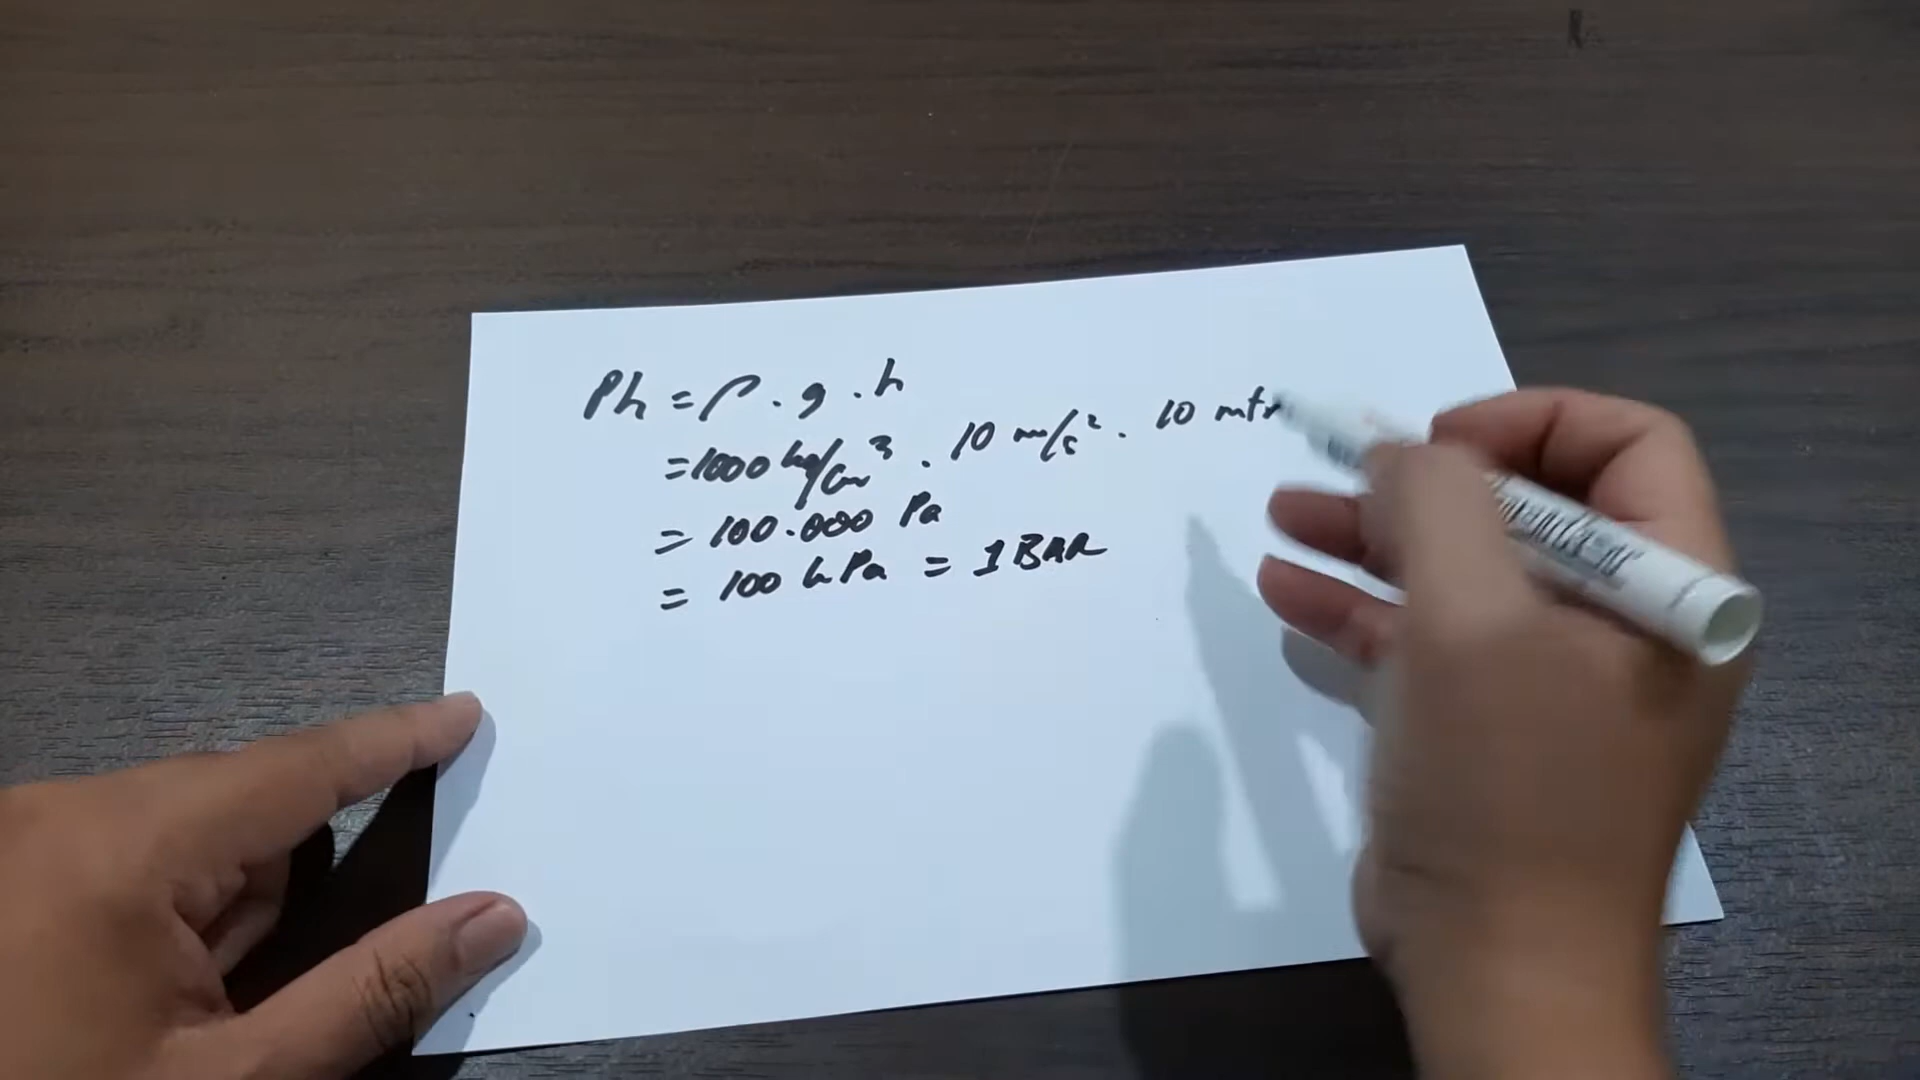 Ph = ρ . g . h
= 1000 kg/cm³ . 10 m/s² . 10 mtr
= 100.000 Pa
= 100 kPa = 1 BAR